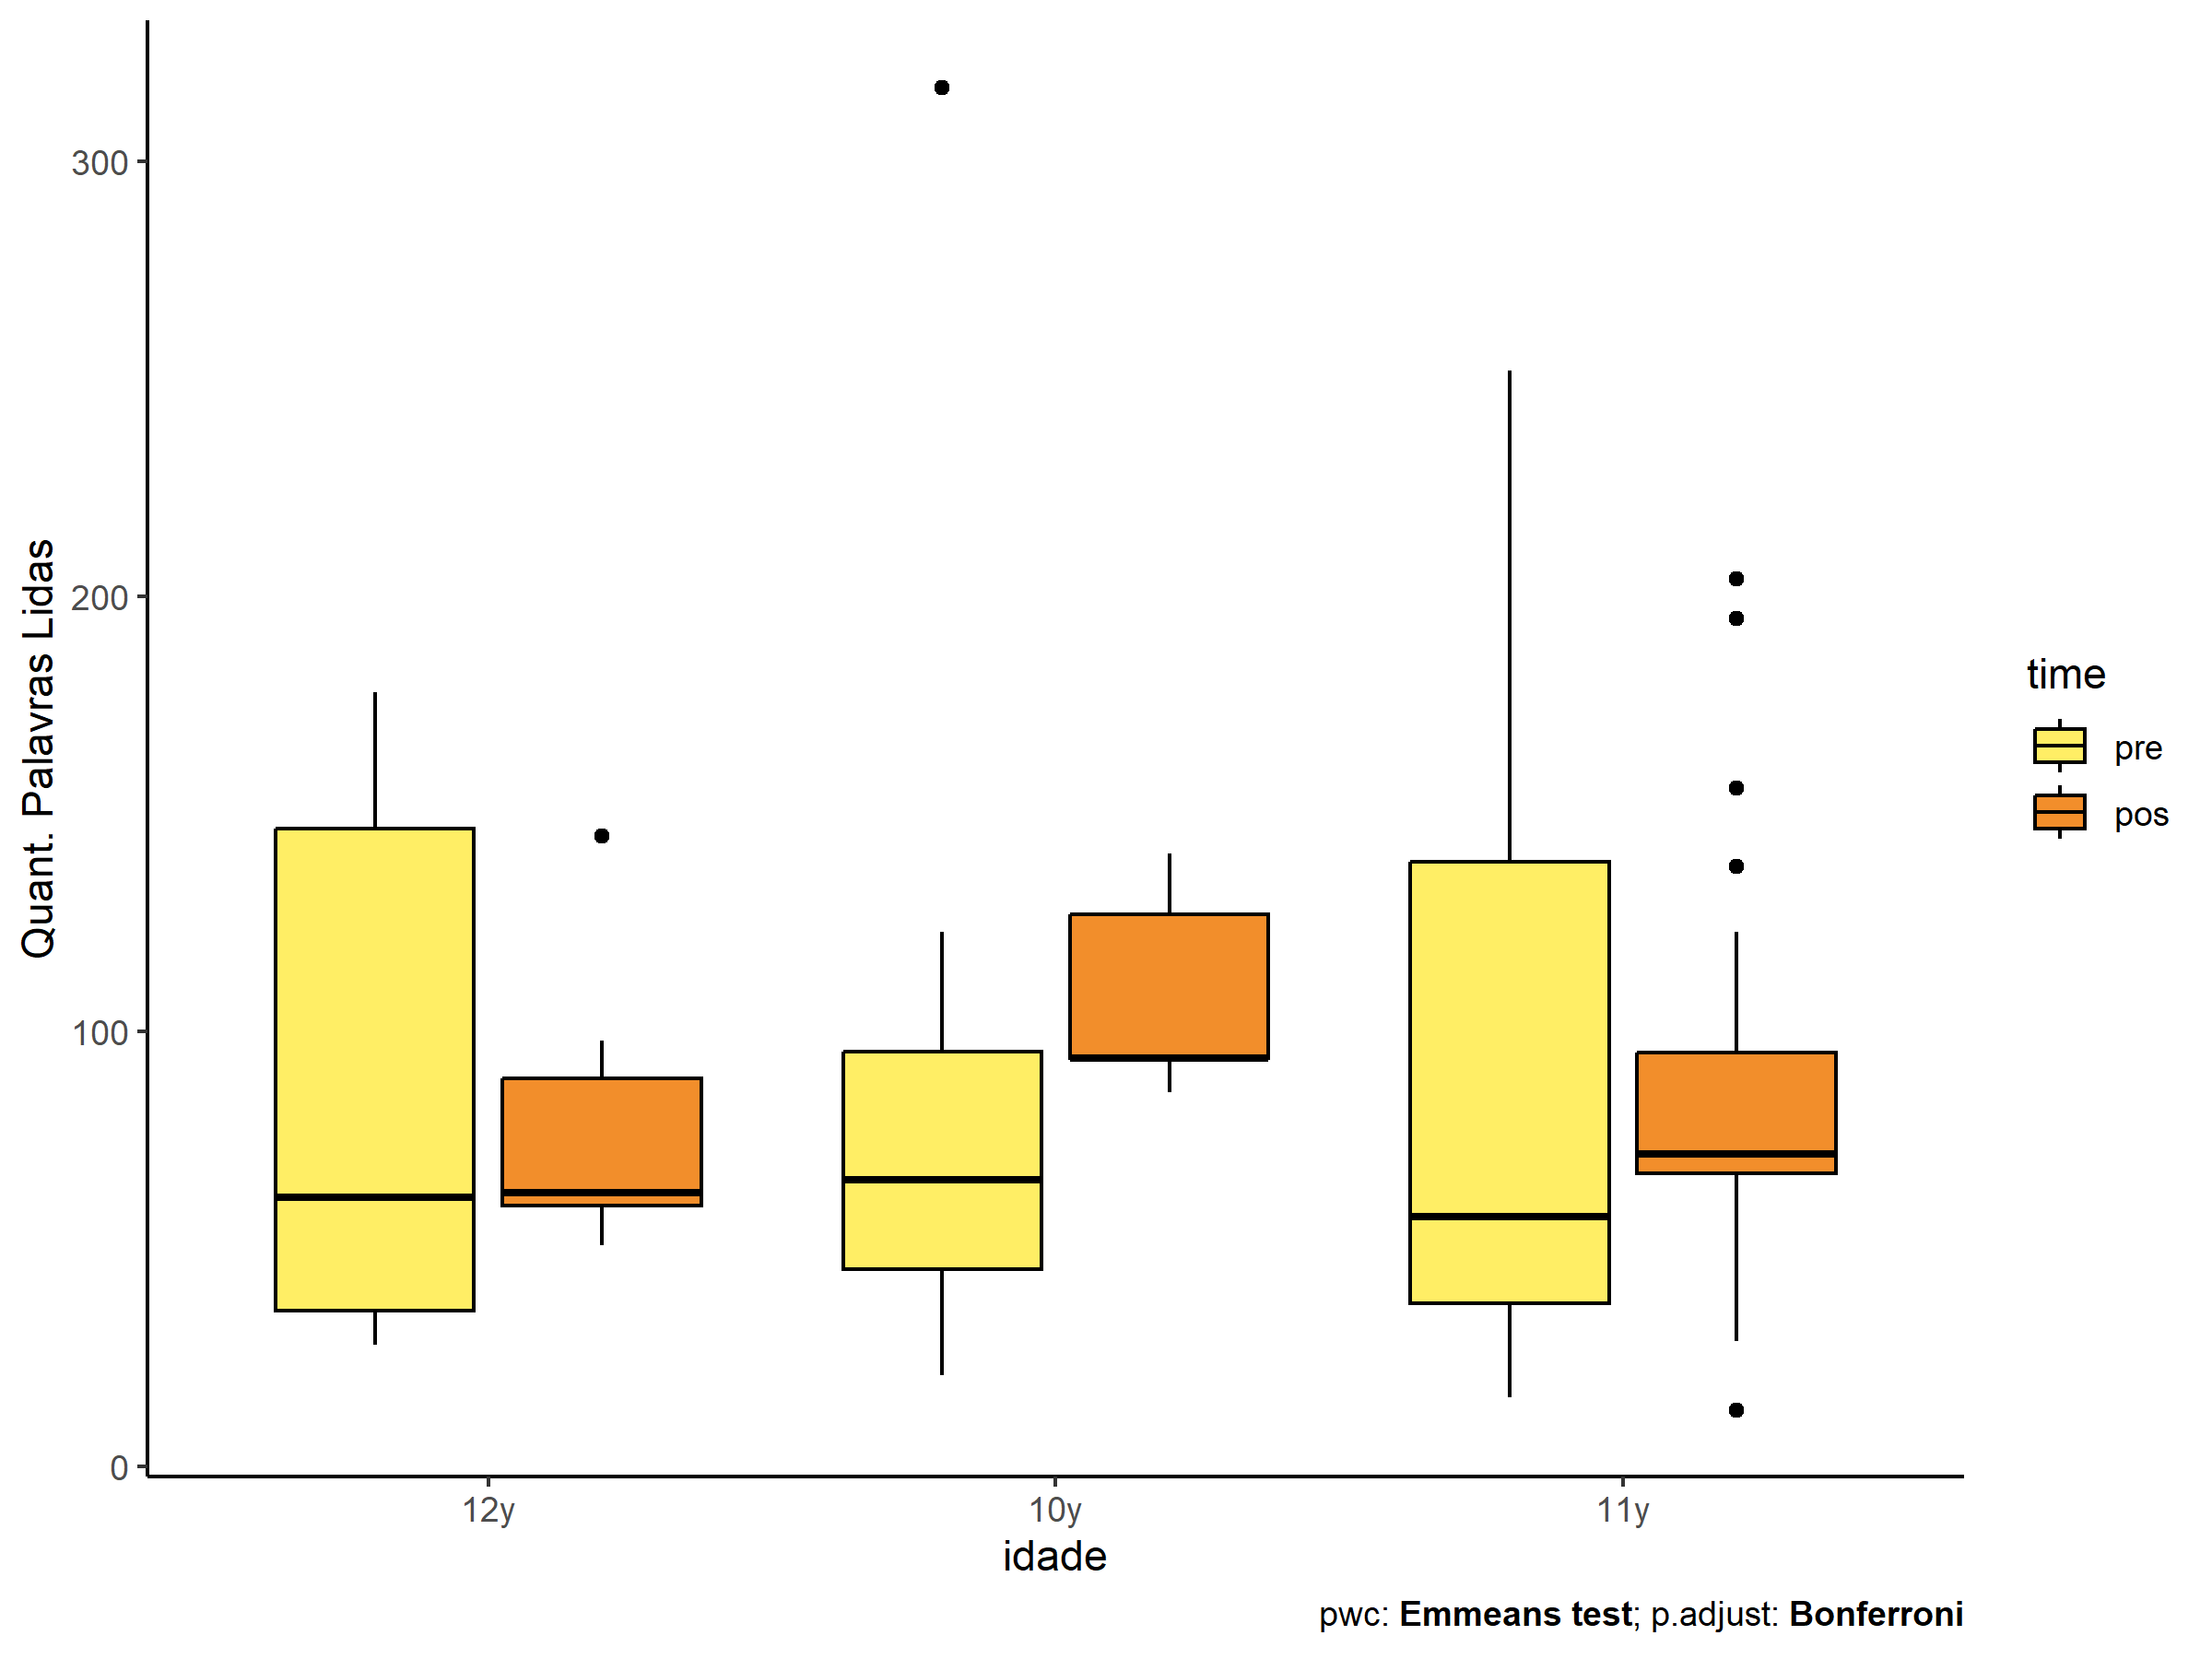 Quant. Palavras Lidas
300
200
100
0
12y
10y
11y
idade
time
pre
pos
pwc: Emmeans test; p.adjust: Bonferroni